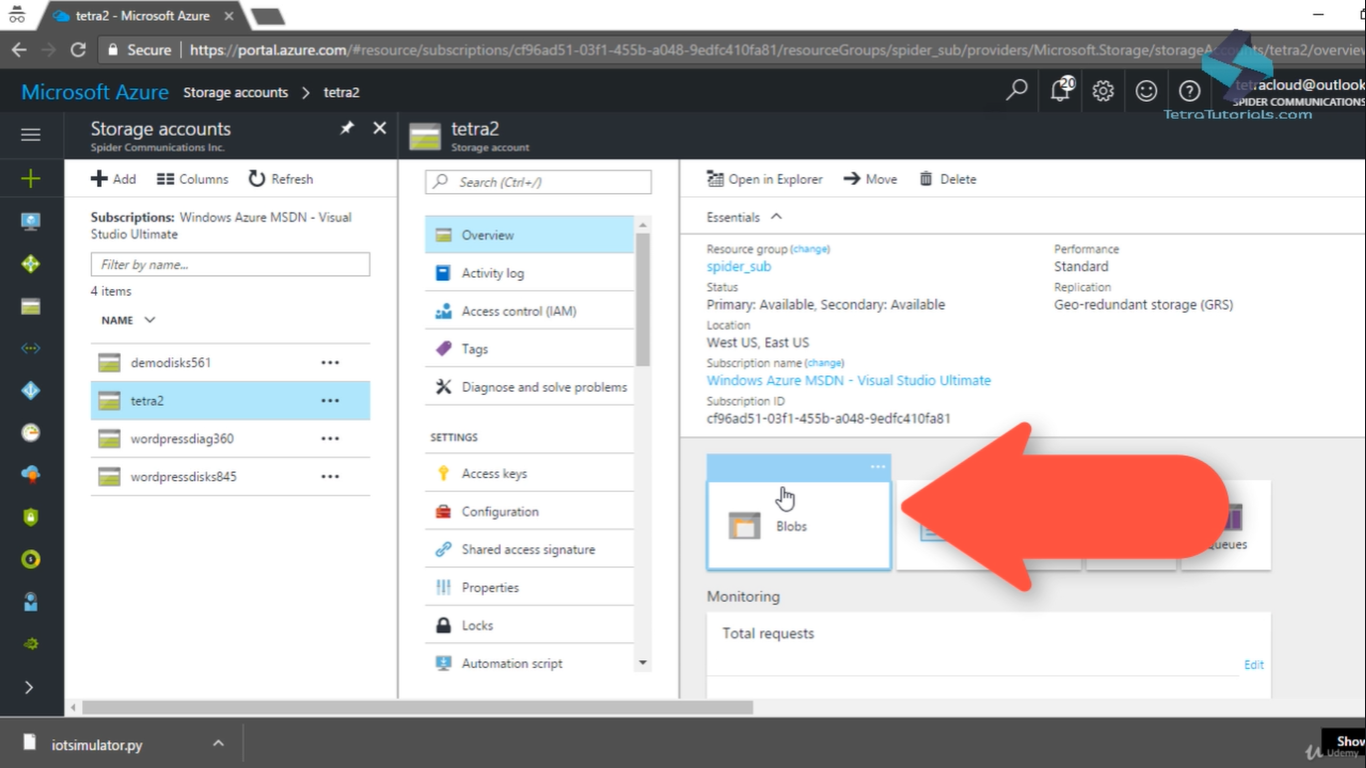 tetra2 - Microsoft Azure
Secure https://portal.azure.com/#resource/subscriptions/cf96ad51-03f1-455b-a048-9edfc410fa81/resourceGroups/spider_sub/providers/Microsoft.Storage/storageAccounts/tetra2/overview
Microsoft Azure Storage accounts > tetra2
20
tetracloud@outlook
SPIDER COMMUNICATIONS
TetraTutorials.com
Storage accounts
Spider Communications Inc.
Add Columns Refresh
Subscriptions: Windows Azure MSDN - Visual
Studio Ultimate
Filter by name...
4 items
NAME
demodisks561
tetra2
wordpressdiag360
wordpressdisks845
tetra2
Storage account
Search (Ctrl+/)
Overview
Activity log
Access control (IAM)
Tags
Diagnose and solve problems
SETTINGS
Access keys
Configuration
Shared access signature
Properties
Locks
Automation script
Open in Explorer Move Delete
Essentials
Resource group (change)
spider_sub
Status
Primary: Available, Secondary: Available
Location
West US, East US
Subscription name (change)
Windows Azure MSDN - Visual Studio Ultimate
Subscription ID
cf96ad51-03f1-455b-a048-9edfc410fa81
Performance
Standard
Replication
Geo-redundant storage (GRS)
Blobs
Queues
Monitoring
Total requests
Edit
iotsimulator.py
Show
Udemy